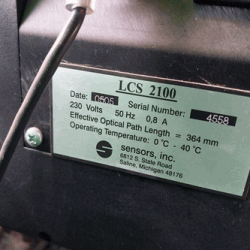 LCS 2100
Date: 0505 Serial Number: 4558
230 Volts 50 Hz 0,8 A
Effective Optical Path Length = 364 mm
Operating Temperature: 0°C - 40°C
S
sensors, inc.
6812 S. State Road
Saline, Michigan 48176